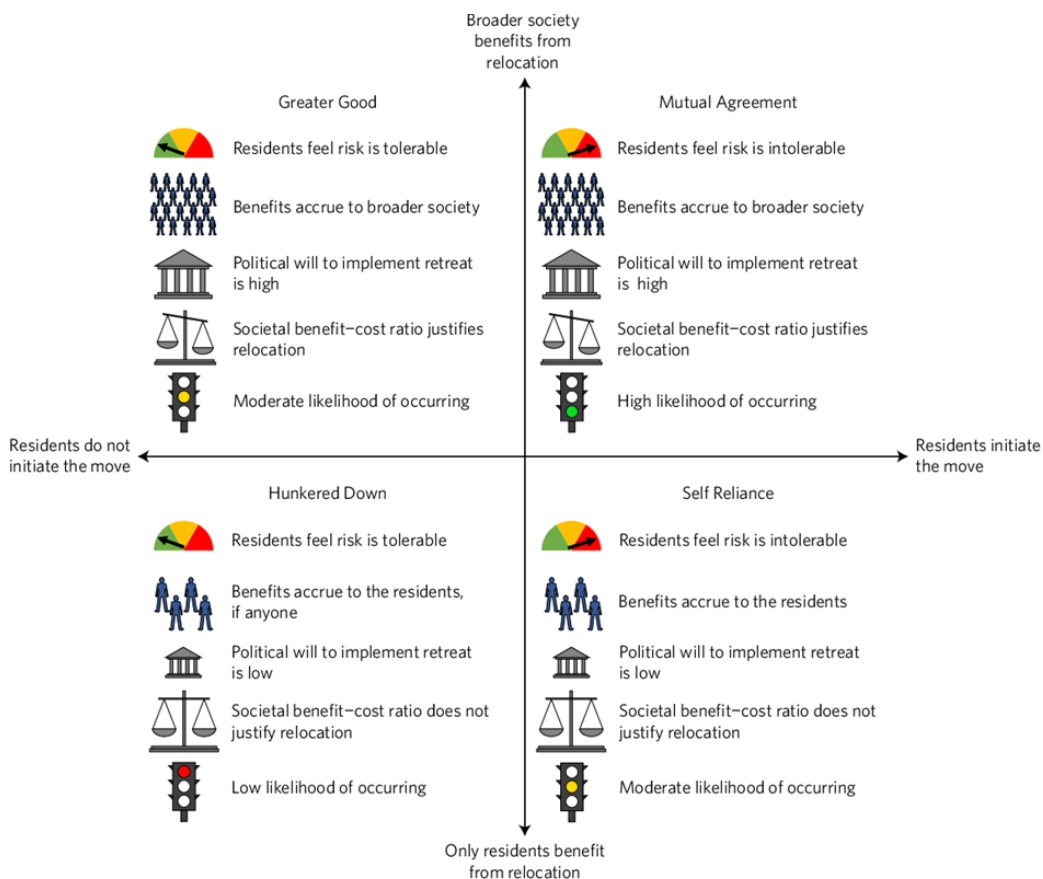 Broader society
benefits from
relocation
Greater Good
Residents feel risk is tolerable
Benefits accrue to broader society
Political will to implement retreat
is high
Societal benefit–cost ratio justifies
relocation
Moderate likelihood of occurring
Mutual Agreement
Residents feel risk is intolerable
Benefits accrue to broader society
Political will to implement retreat
is high
Societal benefit–cost ratio justifies
relocation
High likelihood of occurring
Residents do not
initiate the move
Residents initiate
the move
Hunkered Down
Residents feel risk is tolerable
Benefits accrue to the residents,
if anyone
Political will to implement retreat
is low
Societal benefit–cost ratio does not
justify relocation
Low likelihood of occurring
Self Reliance
Residents feel risk is intolerable
Benefits accrue to the residents
Political will to implement retreat
is low
Societal benefit–cost ratio does not
justify relocation
Moderate likelihood of occurring
Only residents benefit
from relocation